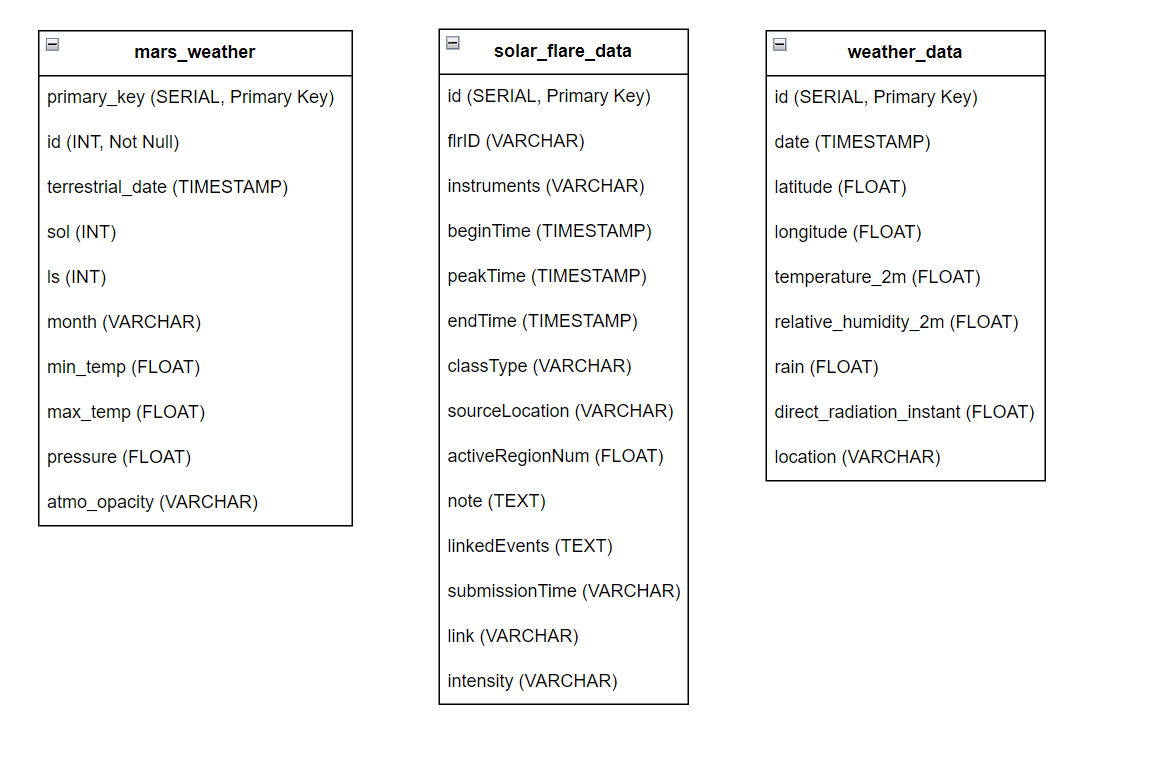 mars_weather
primary_key (SERIAL, Primary Key)
id (INT, Not Null)
terrestrial_date (TIMESTAMP)
sol (INT)
ls (INT)
month (VARCHAR)
min_temp (FLOAT)
max_temp (FLOAT)
pressure (FLOAT)
atmo_opacity (VARCHAR)
solar_flare_data
id (SERIAL, Primary Key)
flrID (VARCHAR)
instruments (VARCHAR)
beginTime (TIMESTAMP)
peakTime (TIMESTAMP)
endTime (TIMESTAMP)
classType (VARCHAR)
sourceLocation (VARCHAR)
activeRegionNum (FLOAT)
note (TEXT)
linkedEvents (TEXT)
submissionTime (VARCHAR)
link (VARCHAR)
intensity (VARCHAR)
weather_data
id (SERIAL, Primary Key)
date (TIMESTAMP)
latitude (FLOAT)
longitude (FLOAT)
temperature_2m (FLOAT)
relative_humidity_2m (FLOAT)
rain (FLOAT)
direct_radiation_instant (FLOAT)
location (VARCHAR)